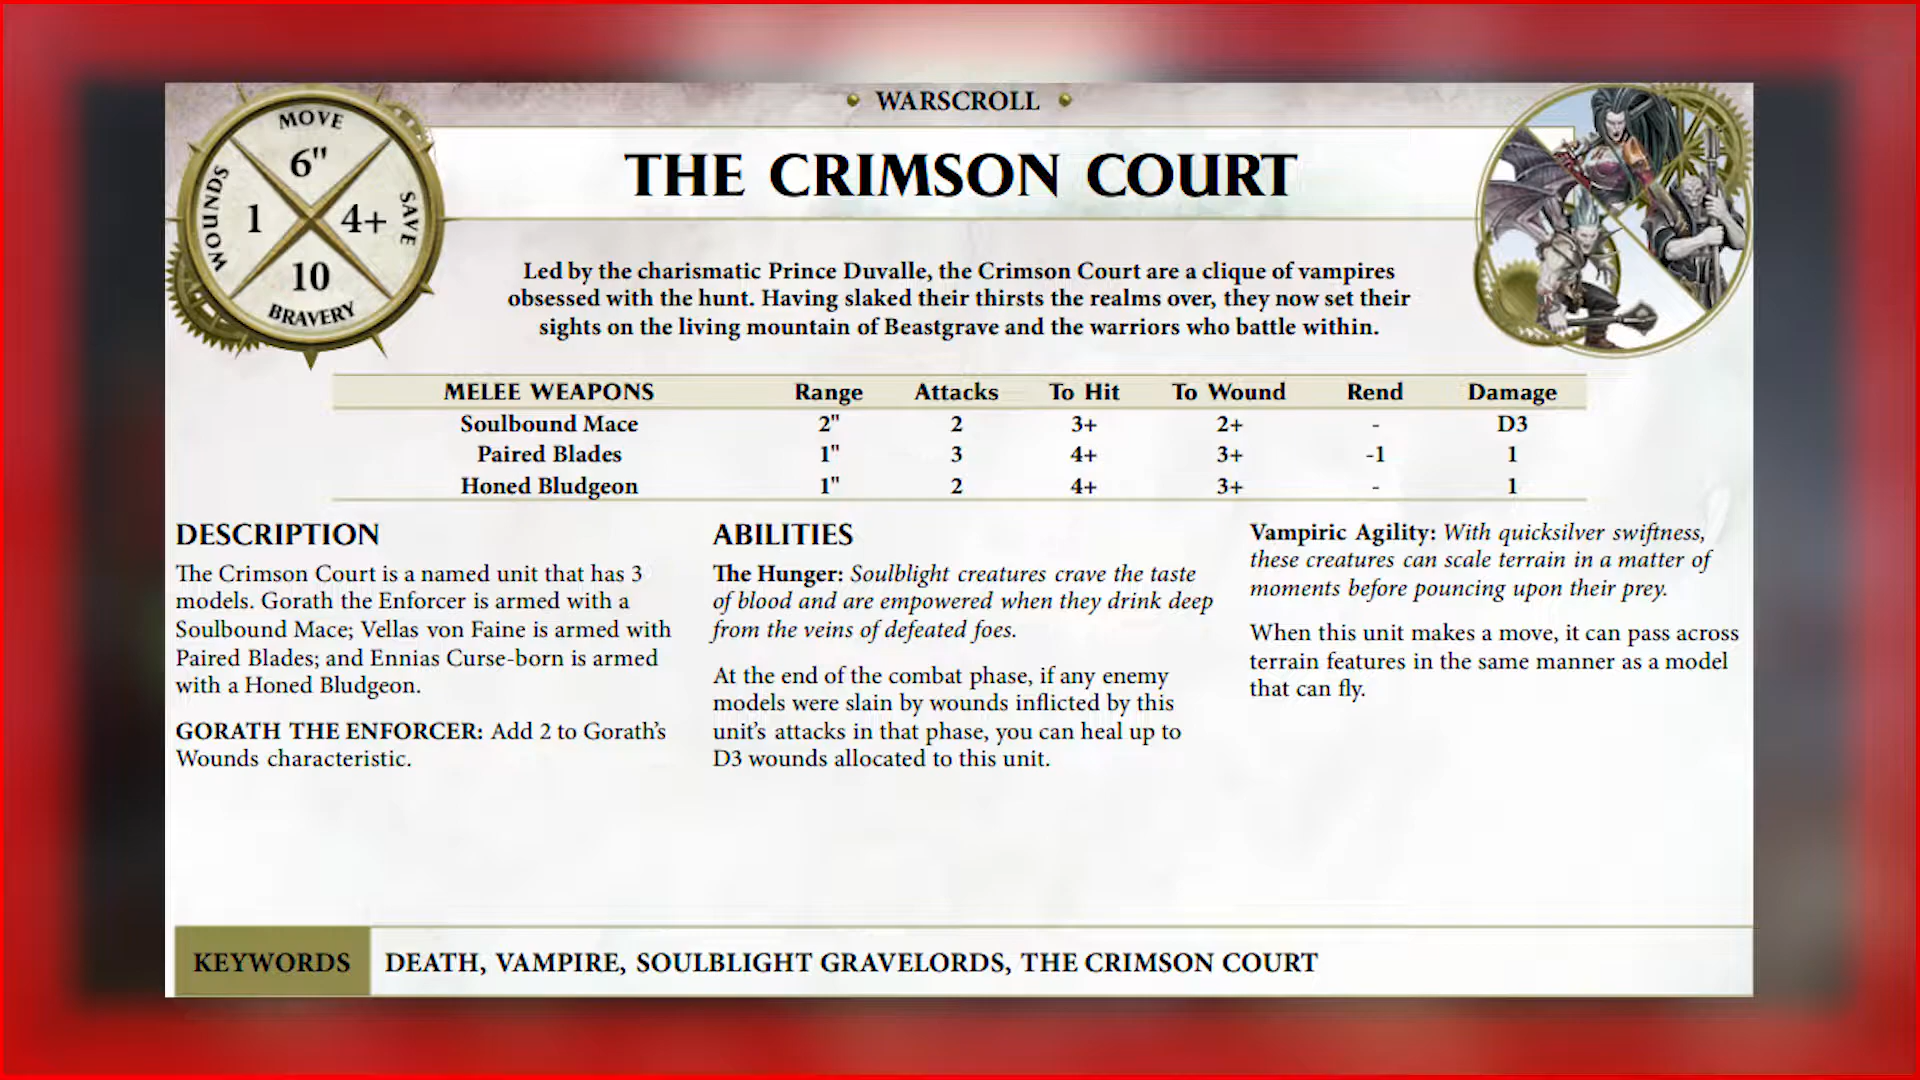 WARSCROLL
MOVE
6"
WOUNDS
1
4+
SAVE
10
BRAVERY
THE CRIMSON COURT
Led by the charismatic Prince Duvalle, the Crimson Court are a clique of vampires
obsessed with the hunt. Having slaked their thirsts the realms over, they now set their
sights on the living mountain of Beastgrave and the warriors who battle within.
MELEE WEAPONS Range Attacks To Hit To Wound Rend Damage
Soulbound Mace 2" 2 3+ 2+ - D3
Paired Blades 1" 3 4+ 3+ -1 1
Honed Bludgeon 1" 2 4+ 3+ - 1
DESCRIPTION
The Crimson Court is a named unit that has 3
models. Gorath the Enforcer is armed with a
Soulbound Mace; Vellas von Faine is armed with
Paired Blades; and Ennias Curse-born is armed
with a Honed Bludgeon.
GORATH THE ENFORCER: Add 2 to Gorath's
Wounds characteristic.
ABILITIES
The Hunger: Soulblight creatures crave the taste
of blood and are empowered when they drink deep
from the veins of defeated foes.
At the end of the combat phase, if any enemy
models were slain by wounds inflicted by this
unit's attacks in that phase, you can heal up to
D3 wounds allocated to this unit.
Vampiric Agility: With quicksilver swiftness,
these creatures can scale terrain in a matter of
moments before pouncing upon their prey.
When this unit makes a move, it can pass across
terrain features in the same manner as a model
that can fly.
KEYWORDS DEATH, VAMPIRE, SOULBLIGHT GRAVELORDS, THE CRIMSON COURT